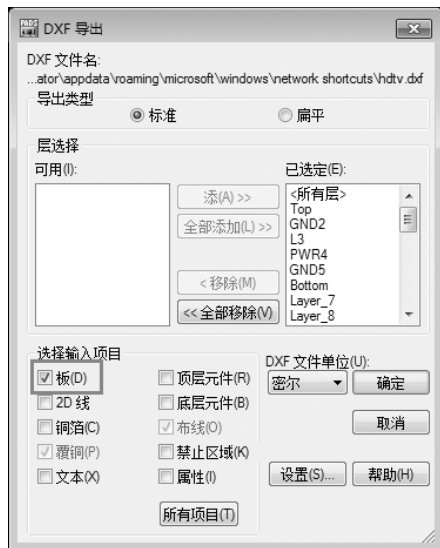 PADS DXF 导出
DXF 文件名:
...ator\appdata\roaming\microsoft\windows\network shortcuts\hdtv.dxf
导出类型
标准 扁平
层选择
可用(I): 已选定(E):
添(A) >>
全部添加(L) >>
< 移除(M)
<< 全部移除(V)
<所有层>
Top
GND2
L3
PWR4
GND5
Bottom
Layer_7
Layer_8
选择输入项目
板(D) 顶层元件(R)
2D 线 底层元件(B)
铜箔(C) 布线(O)
覆铜(P) 禁止区域(K)
文本(X) 属性(I)
所有项目(T)
DXF 文件单位(U):
密尔 确定
取消
设置(S)... 帮助(H)